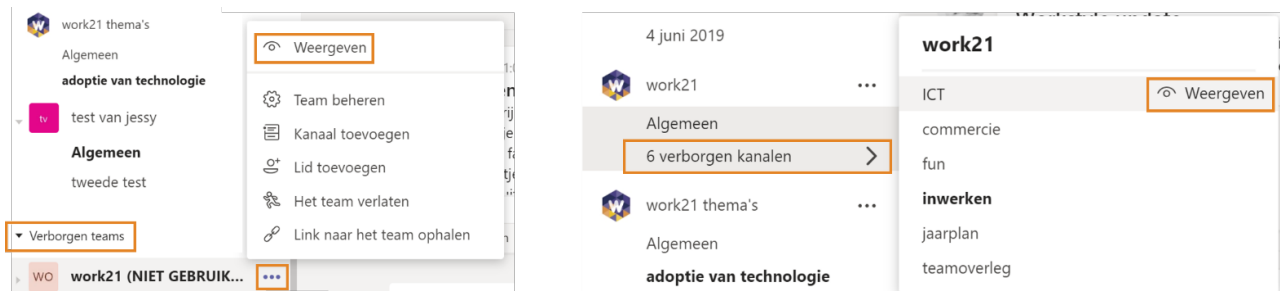 work21 thema's
Algemeen
adoptie van technologie
tv test van jessy
Algemeen
tweede test
Verborgen teams
WO work21 (NIET GEBRUIK...
Weergeven
Team beheren
Kanaal toevoegen
Lid toevoegen
Het team verlaten
Link naar het team ophalen
4 juni 2019
work21
Algemeen
6 verborgen kanalen
work21 thema's
Algemeen
adoptie van technologie
work21
ICT Weergeven
commercie
fun
inwerken
jaarplan
teamoverleg